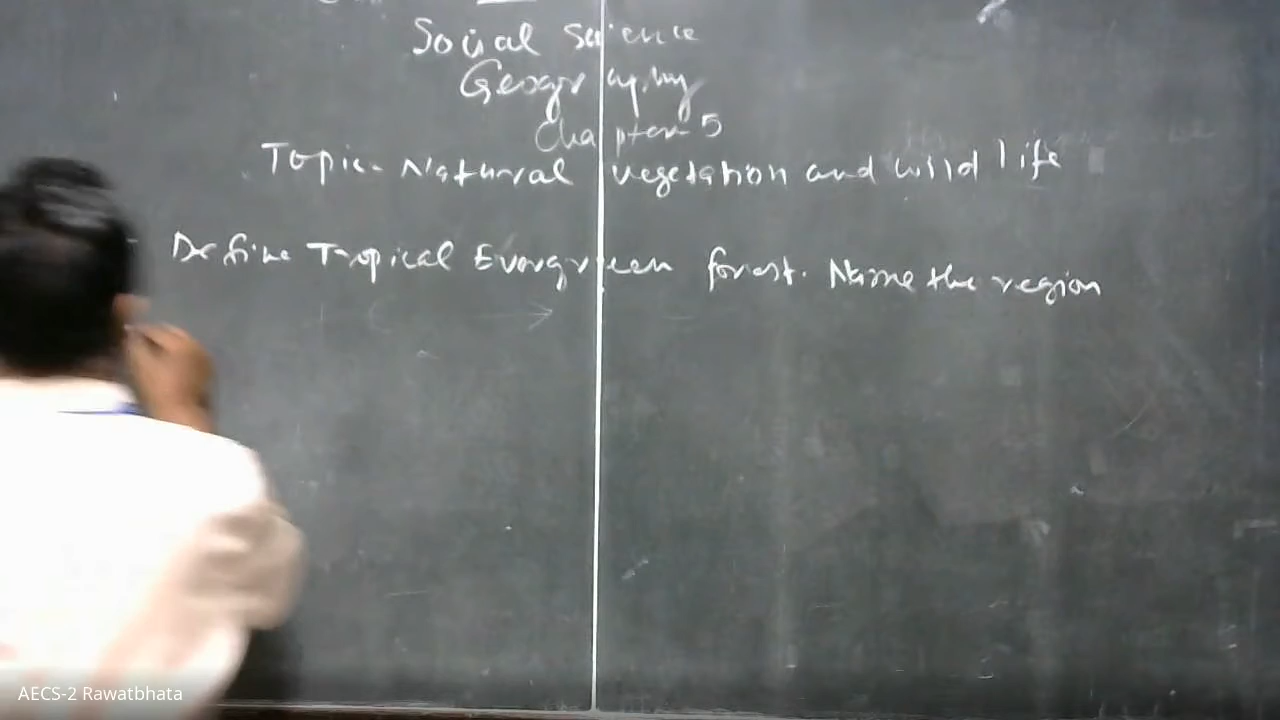 Social Science
Geography
Chapter 5
Topic- Natural vegetation and wild life
Define Tropical Evergreen forest. Name the region
AECS-2 Rawatbhata